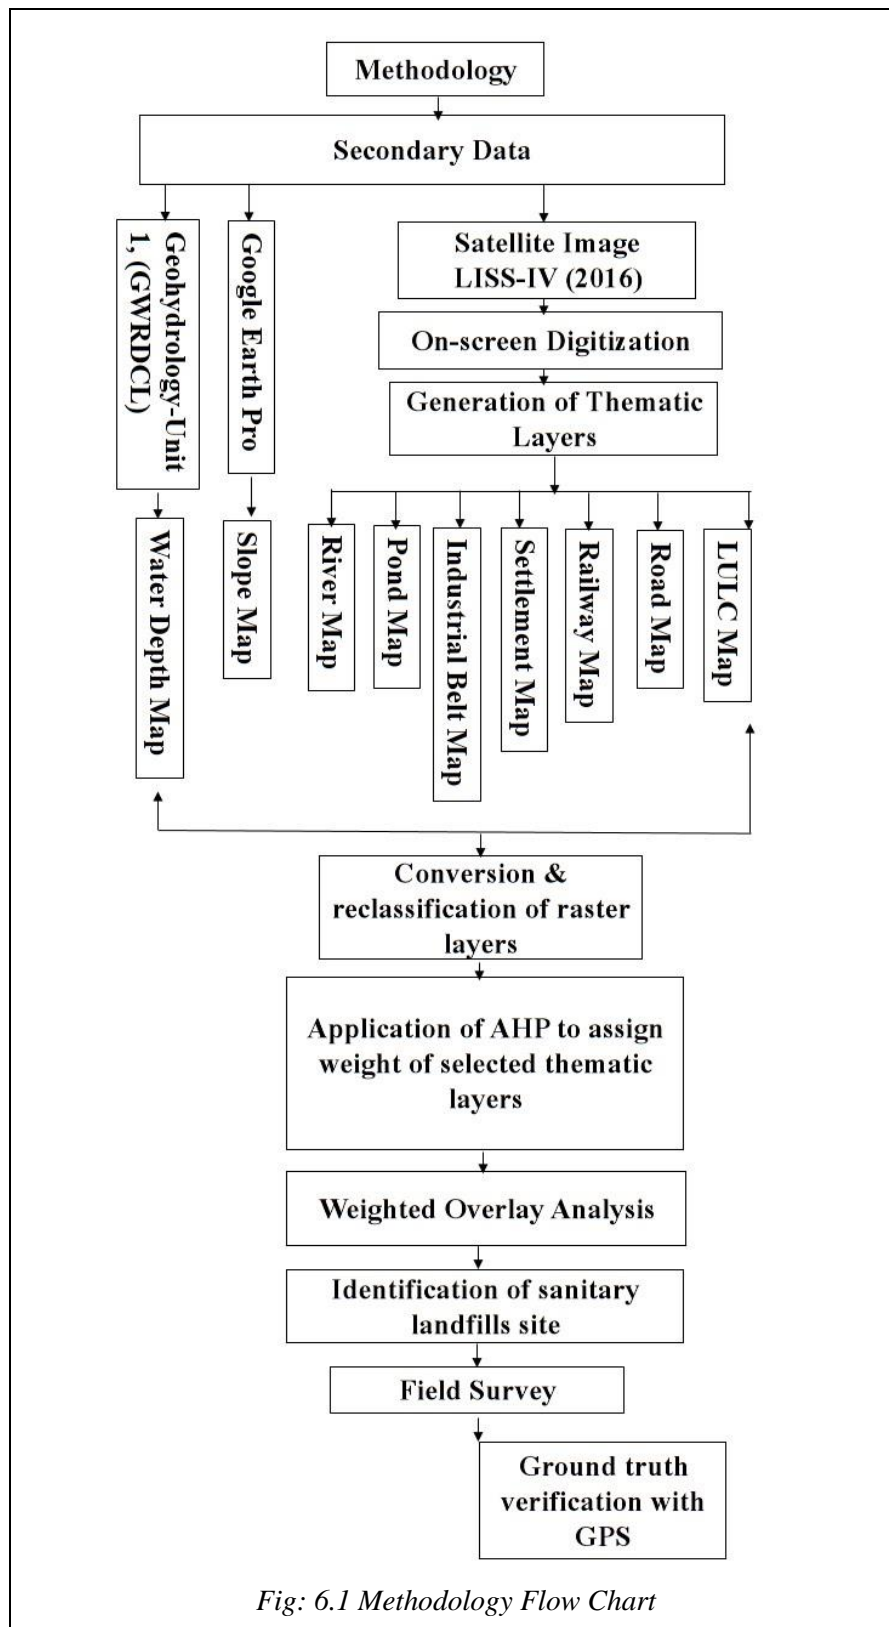 Methodology
Secondary Data
Geohydrology-Unit
1, (GWRDCL)
Google Earth Pro
Satellite Image
LISS-IV (2016)
On-screen Digitization
Generation of Thematic
Layers
Water Depth Map
Slope Map
River Map
Pond Map
Industrial Belt Map
Settlement Map
Railway Map
Road Map
LULC Map
Conversion &
reclassification of raster
layers
Application of AHP to assign
weight of selected thematic
layers
Weighted Overlay Analysis
Identification of sanitary
landfills site
Field Survey
Ground truth
verification with
GPS
Fig: 6.1 Methodology Flow Chart